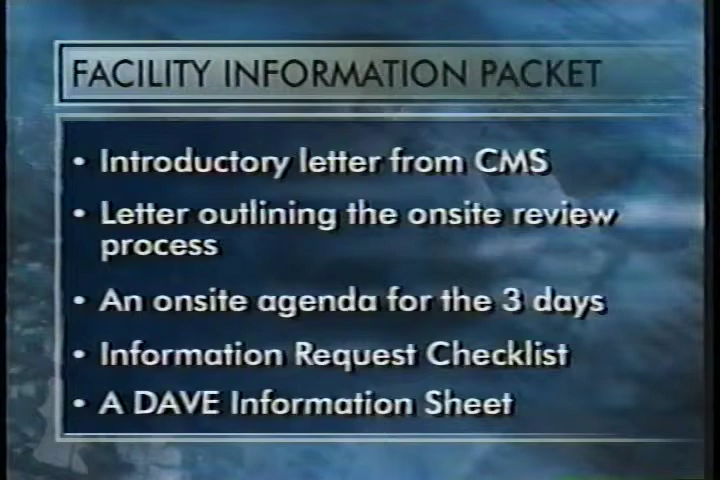 FACILITY INFORMATION PACKET
• Introductory letter from CMS
• Letter outlining the onsite review
process
• An onsite agenda for the 3 days
• Information Request Checklist
• A DAVE Information Sheet